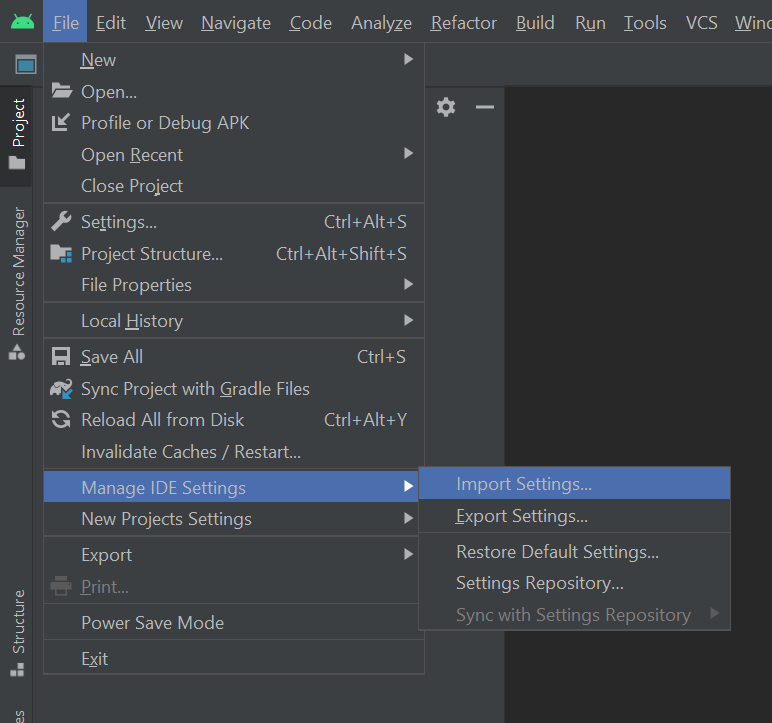 File Edit View Navigate Code Analyze Refactor Build Run Tools VCS
New
Open...
Profile or Debug APK
Open Recent
Close Project
Settings... Ctrl+Alt+S
Project Structure... Ctrl+Alt+Shift+S
File Properties
Local History
Save All Ctrl+S
Sync Project with Gradle Files
Reload All from Disk Ctrl+Alt+Y
Invalidate Caches / Restart...
Manage IDE Settings
New Projects Settings
Export
Print...
Power Save Mode
Exit
Import Settings...
Export Settings...
Restore Default Settings...
Settings Repository...
Sync with Settings Repository
Project
Resource Manager
Structure